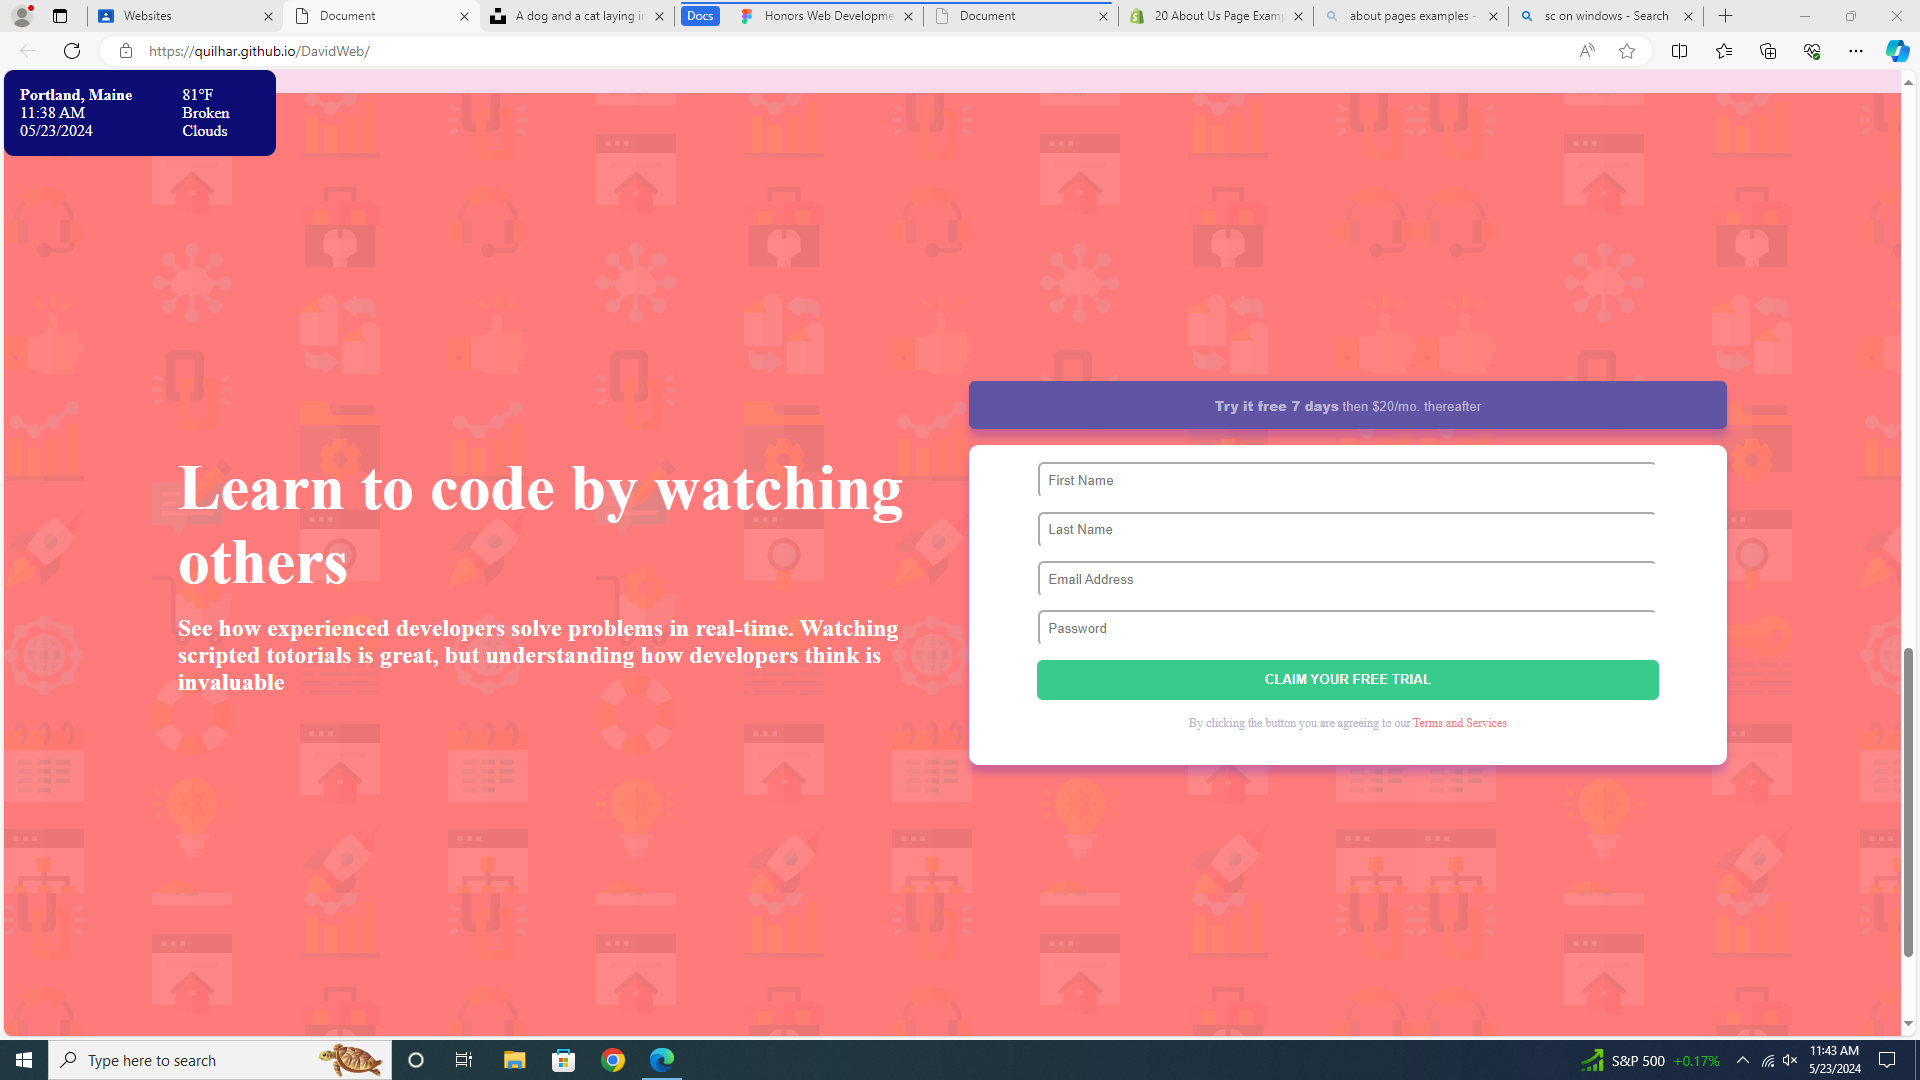 Websites
Document
A dog and a cat laying in
Docs
Honors Web Developme
Document
20 About Us Page Examp
about pages examples -
sc on windows - Search
https://quilhar.github.io/DavidWeb/
Portland, Maine
11:38 AM
05/23/2024
81°F
Broken
Clouds
Learn to code by watching
others
See how experienced developers solve problems in real-time. Watching
scripted totorials is great, but understanding how developers think is
invaluable
Try it free 7 days then $20/mo. thereafter
First Name
Last Name
Email Address
Password
CLAIM YOUR FREE TRIAL
By clicking the button you are agreeing to our Terms and Services
Type here to search
S&P 500 +0.17%
11:43 AM
5/23/2024